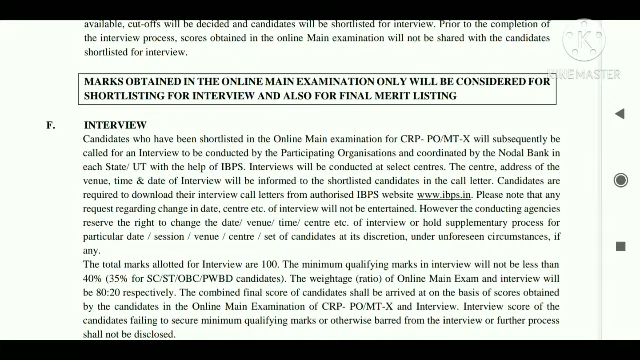 available, cut-offs will be decided and candidates will be shortlisted for interview. Prior to the completion of
the interview process, scores obtained in the online Main examination will not be shared with the candidates
shortlisted for interview.
MARKS OBTAINED IN THE ONLINE MAIN EXAMINATION ONLY WILL BE CONSIDERED FOR
SHORTLISTING FOR INTERVIEW AND ALSO FOR FINAL MERIT LISTING
F. INTERVIEW
Candidates who have been shortlisted in the Online Main examination for CRP- PO/MT-X will subsequently be
called for an Interview to be conducted by the Participating Organisations and coordinated by the Nodal Bank in
each State/ UT with the help of IBPS. Interviews will be conducted at select centres. The centre, address of the
venue, time & date of Interview will be informed to the shortlisted candidates in the call letter. Candidates are
required to download their interview call letters from authorised IBPS website www.ibps.in. Please note that any
request regarding change in date, centre etc. of interview will not be entertained. However the conducting agencies
reserve the right to change the date/ venue/ time/ centre etc. of interview or hold supplementary process for
particular date / session / venue / centre / set of candidates at its discretion, under unforeseen circumstances, if
any.
The total marks allotted for Interview are 100. The minimum qualifying marks in interview will not be less than
40% (35% for SC/ST/OBC/PWBD candidates). The weightage (ratio) of Online Main Exam and interview will
be 80:20 respectively. The combined final score of candidates shall be arrived at on the basis of scores obtained
by the candidates in the Online Main Examination of CRP- PO/MT-X and Interview. Interview score of the
candidates failing to secure minimum qualifying marks or otherwise barred from the interview or further process
shall not be disclosed.
K
KINEMASTER